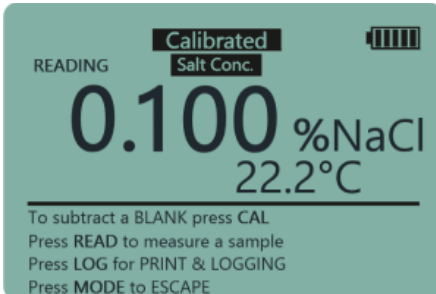 Calibrated
READING Salt Conc.
0.100 %NaCl
22.2°C
To subtract a BLANK press CAL
Press READ to measure a sample
Press LOG for PRINT & LOGGING
Press MODE to ESCAPE